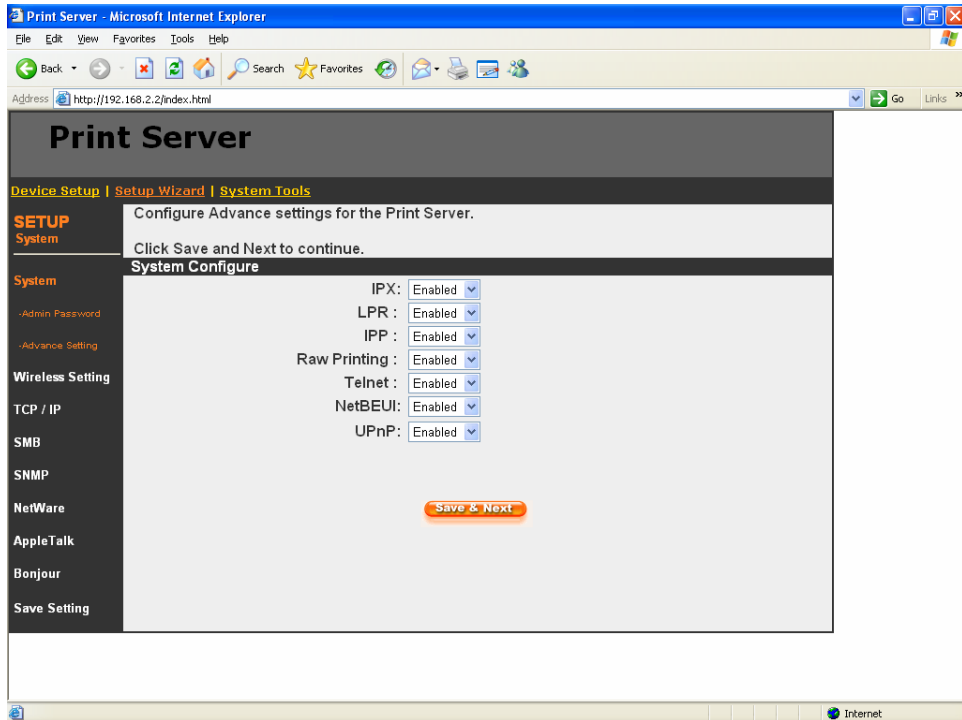 Print Server - Microsoft Internet Explorer
File Edit View Favorites Tools Help
Back Search Favorites
Address http://192.168.2.2/index.html Go Links »
Print Server
Device Setup | Setup Wizard | System Tools
SETUP
System
System
-Admin Password
-Advance Setting
Wireless Setting
TCP / IP
SMB
SNMP
NetWare
AppleTalk
Bonjour
Save Setting
Configure Advance settings for the Print Server.
Click Save and Next to continue.
System Configure
IPX: Enabled
LPR : Enabled
IPP : Enabled
Raw Printing : Enabled
Telnet : Enabled
NetBEUI: Enabled
UPnP: Enabled
Save & Next
Internet